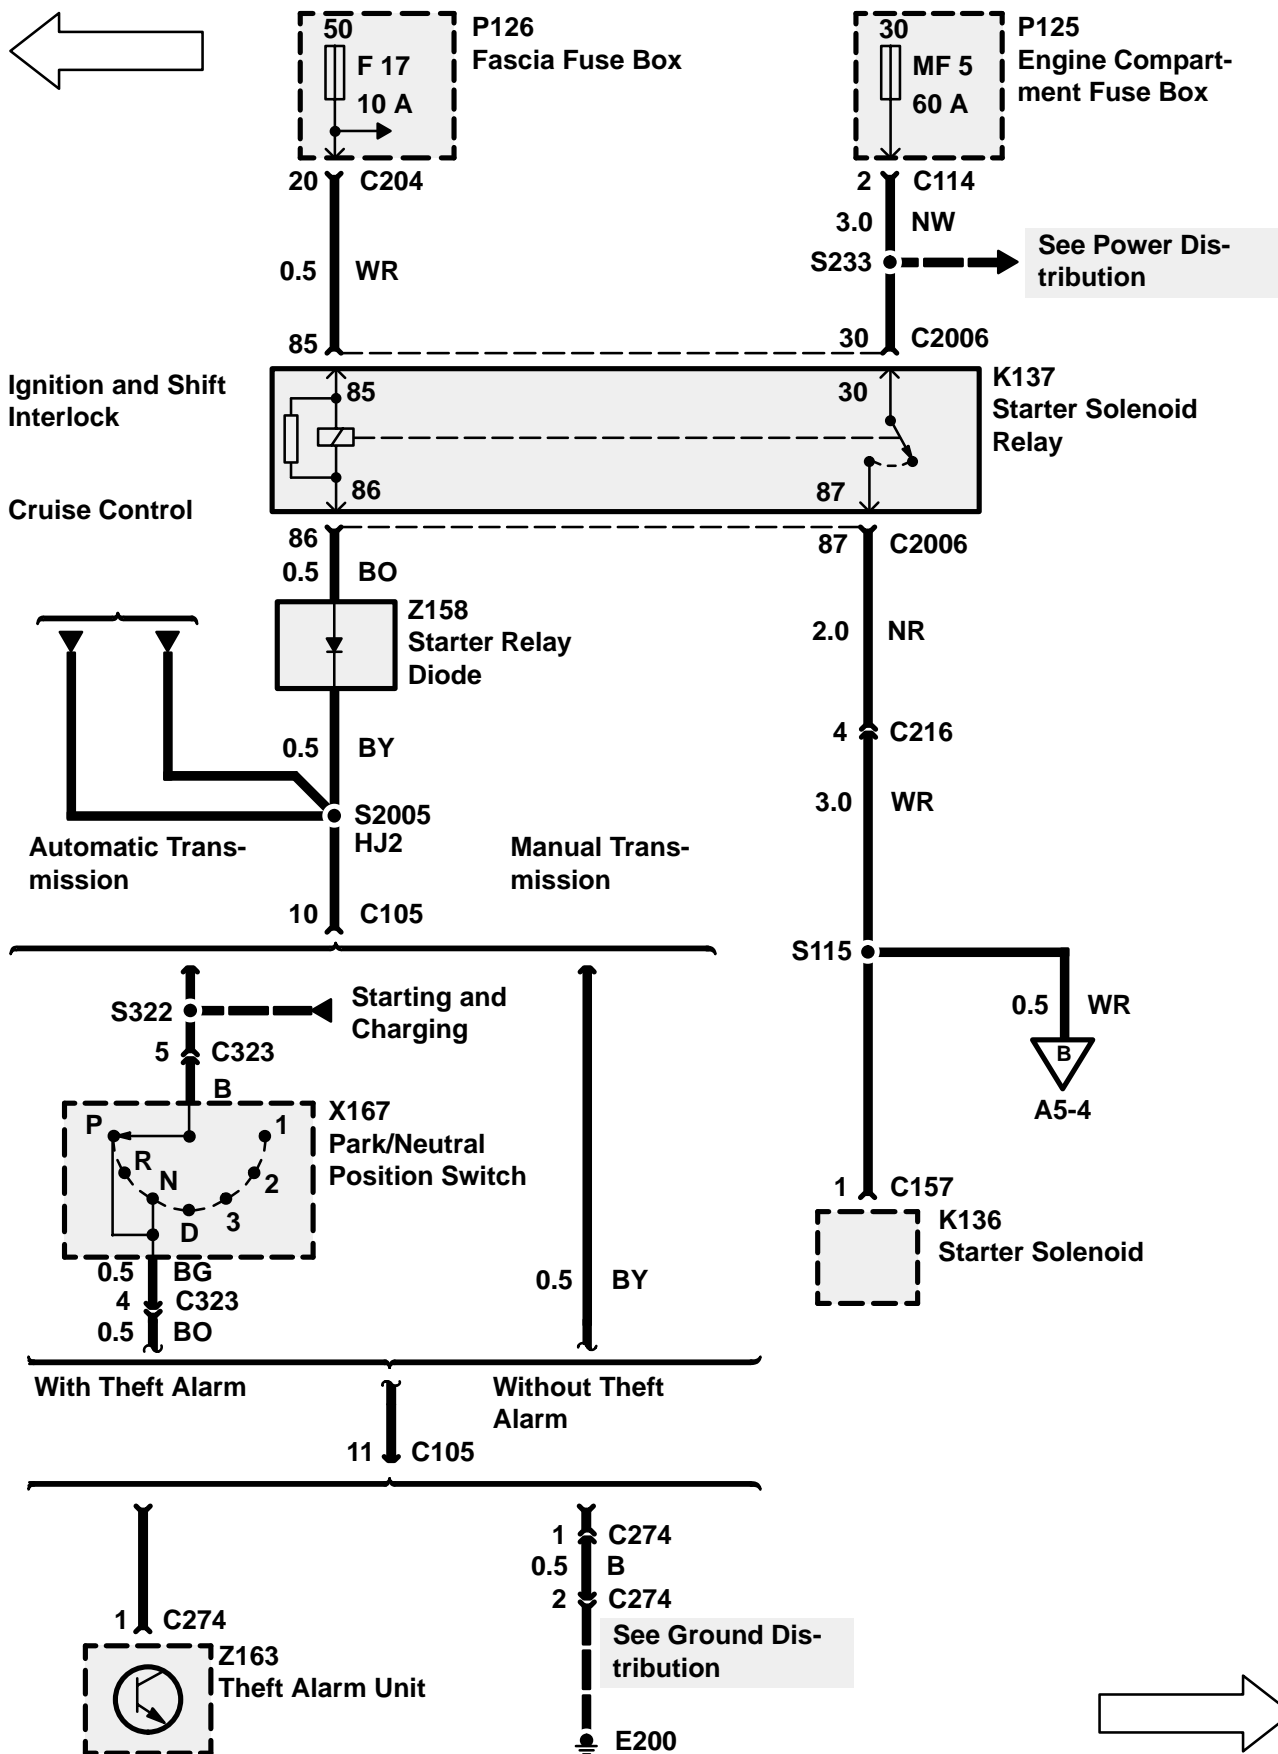 50
F 17
10 A
P126
Fascia Fuse Box
30
MF 5
60 A
P125
Engine Compart-
ment Fuse Box
20 C204
2 C114
3.0 NW
0.5 WR
S233
See Power Dis-
tribution
85
30 C2006
Ignition and Shift
Interlock
85
30
K137
Starter Solenoid
Relay
86
87
Cruise Control
86
87 C2006
0.5 BO
Z158
Starter Relay
Diode
2.0 NR
0.5 BY
4 C216
3.0 WR
S2005
HJ2
Automatic Trans-
mission
Manual Trans-
mission
10 C105
S115
S322
Starting and
Charging
0.5 WR
5 C323
B
B
A5-4
X167
Park/Neutral
Position Switch
P
R
N
D
3
2
1
1 C157
K136
Starter Solenoid
0.5 BG
4 C323
0.5 BO
0.5 BY
With Theft Alarm
Without Theft
Alarm
11 C105
1 C274
0.5 B
2 C274
1 C274
See Ground Dis-
tribution
Z163
Theft Alarm Unit
E200